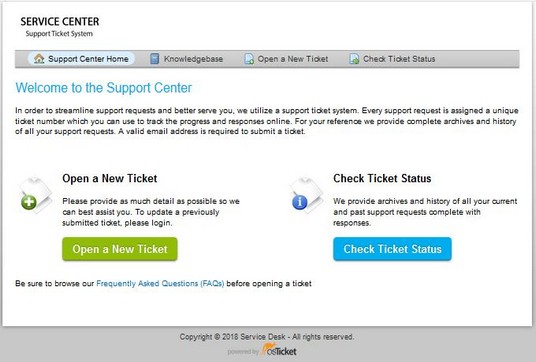 SERVICE CENTER
Support Ticket System
Support Center Home Knowledgebase Open a New Ticket Check Ticket Status
Welcome to the Support Center
In order to streamline support requests and better serve you, we utilize a support ticket system. Every support request is assigned a unique
ticket number which you can use to track the progress and responses online. For your reference we provide complete archives and history
of all your support requests. A valid email address is required to submit a ticket.
Open a New Ticket
Please provide as much detail as possible so we
can best assist you. To update a previously
submitted ticket, please login.
Open a New Ticket
Check Ticket Status
We provide archives and history of all your current
and past support requests complete with
responses.
Check Ticket Status
Be sure to browse our Frequently Asked Questions (FAQs) before opening a ticket
Copyright © 2018 Service Desk - All rights reserved.
powered by osTicket